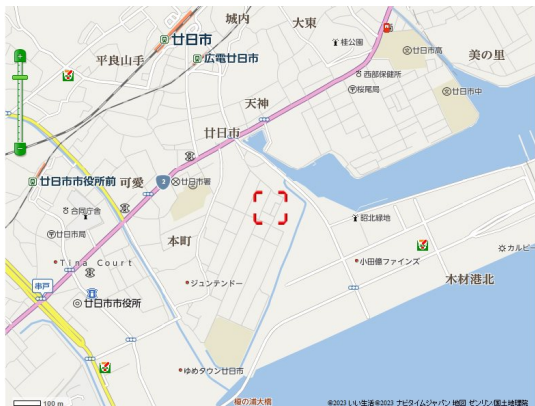 城内
大東
廿日市
桂公園
廿日市高
美の里
平良山手
広電廿日市
西部保健所
廿日市中
桜尾局
天神
廿日市
廿日市市役所前
可愛
2
廿日市署
合同庁舎
昭北緑地
廿日市局
本町
カルビー
Tina Court
小田億ファインズ
串戸
ジュンテンドー
木材港北
廿日市市役所
ゆめタウン廿日市
100 m
榎の浦大橋
©2023 いい生活©2023 ナビタイムジャパン 地図 ゼンリン 国土地理院